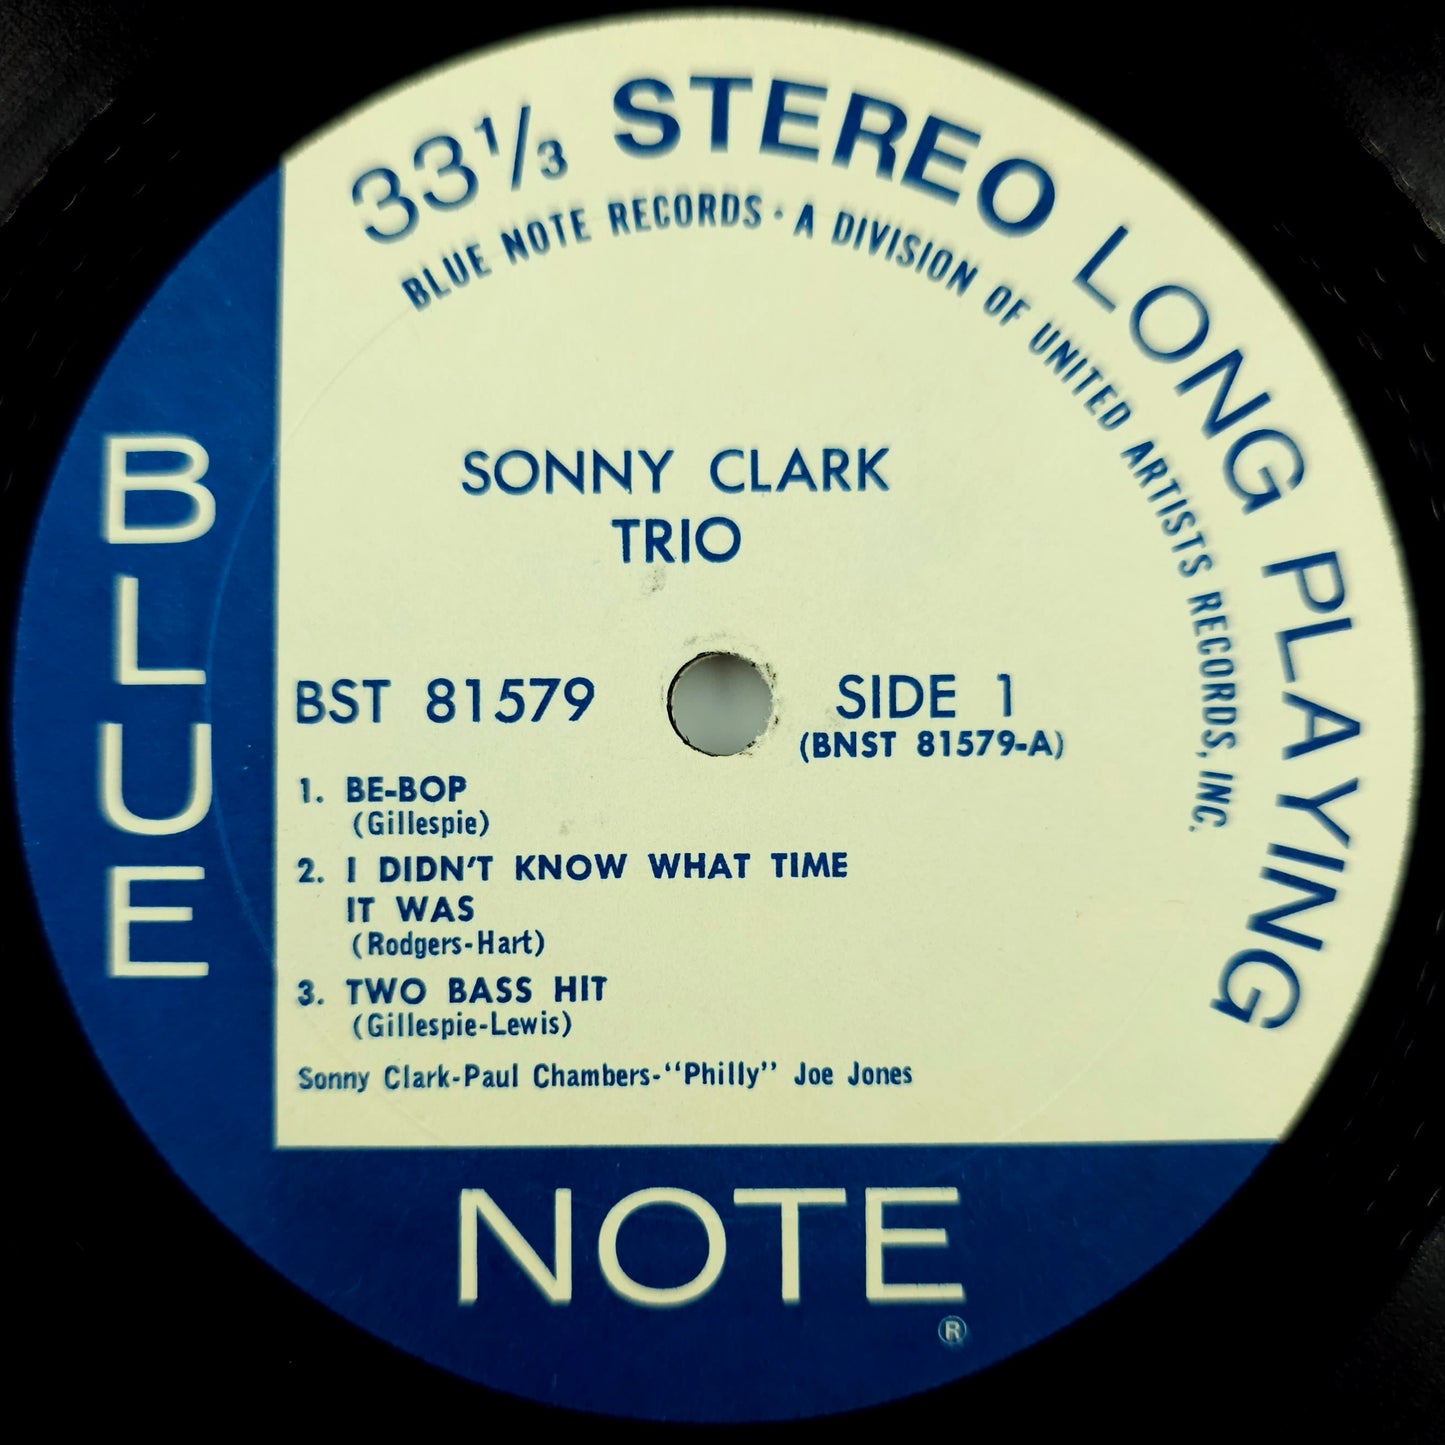 33⅓ STEREO LONG PLAYING
BLUE NOTE RECORDS · A DIVISION OF UNITED ARTISTS RECORDS, INC.
SONNY CLARK
TRIO
BST 81579
SIDE 1
(BNST 81579-A)
1. BE-BOP
(Gillespie)
2. I DIDN'T KNOW WHAT TIME
IT WAS
(Rodgers-Hart)
3. TWO BASS HIT
(Gillespie-Lewis)
Sonny Clark-Paul Chambers-"Philly" Joe Jones
BLUE
NOTE
®